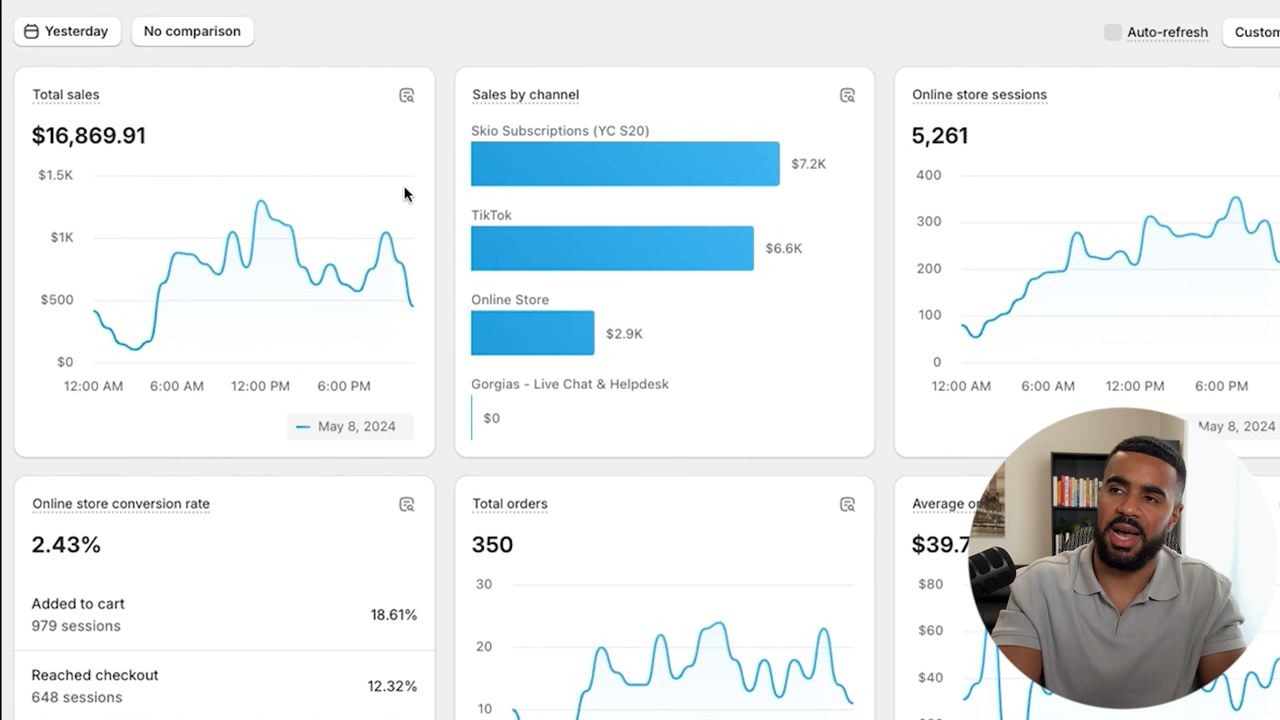 Yesterday
No comparison
Auto-refresh
Custom
Total sales
$16,869.91
$1.5K
$1K
$500
$0
12:00 AM 6:00 AM 12:00 PM 6:00 PM
May 8, 2024
Sales by channel
Skio Subscriptions (YC S20)
$7.2K
TikTok
$6.6K
Online Store
$2.9K
Gorgias - Live Chat & Helpdesk
$0
Online store sessions
5,261
400
300
200
100
0
12:00 AM 6:00 AM 12:00 PM 6:00 PM
May 8, 2024
Online store conversion rate
2.43%
Added to cart
979 sessions
18.61%
Reached checkout
648 sessions
12.32%
Total orders
350
30
20
10
Average
$39.7
$80
$60
$40